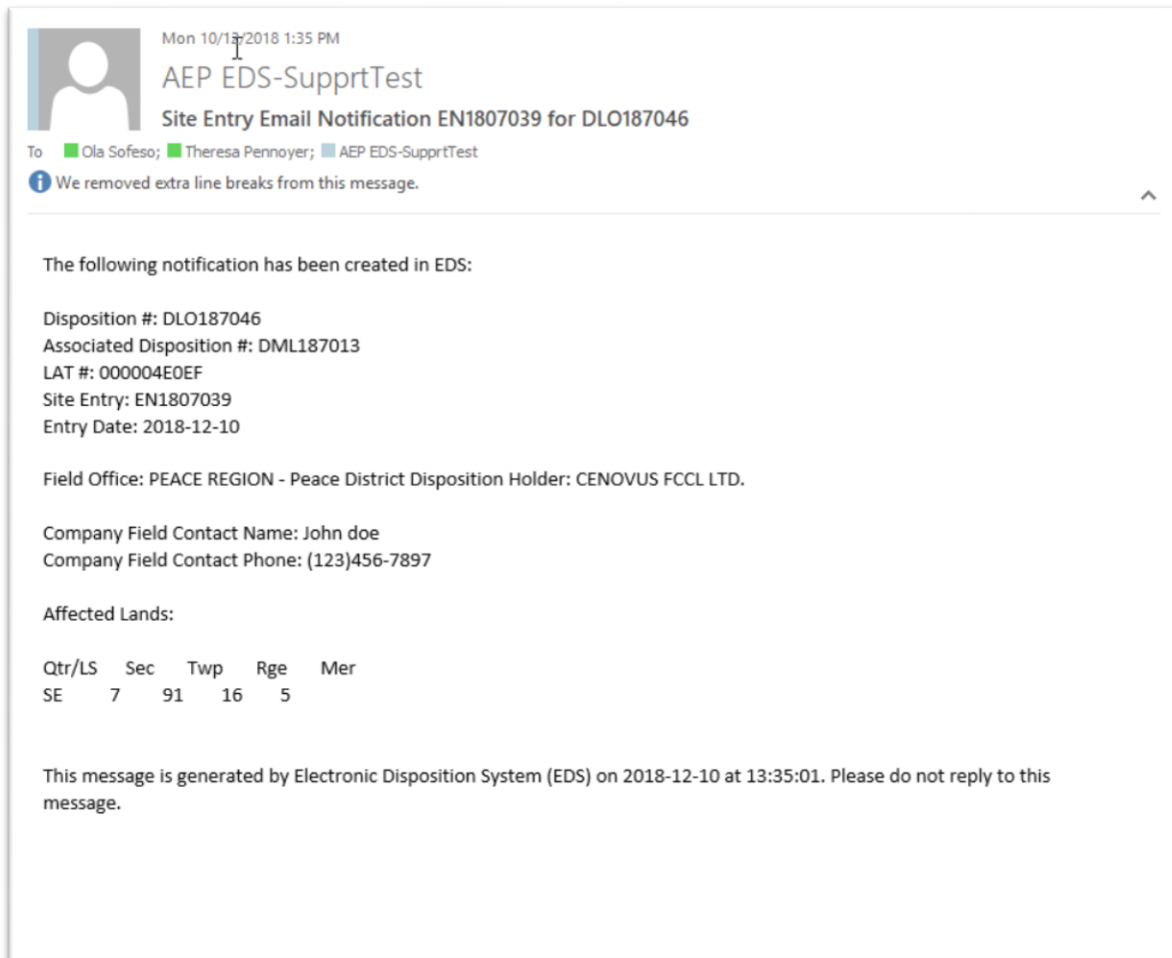 Mon 10/12/2018 1:35 PM
AEP EDS-SupprtTest
Site Entry Email Notification EN1807039 for DLO187046
To Ola Sofeso; Theresa Pennoyer; AEP EDS-SupprtTest
We removed extra line breaks from this message.
The following notification has been created in EDS:
Disposition #: DLO187046
Associated Disposition #: DML187013
LAT #: 000004E0EF
Site Entry: EN1807039
Entry Date: 2018-12-10
Field Office: PEACE REGION - Peace District Disposition Holder: CENOVUS FCCL LTD.
Company Field Contact Name: John doe
Company Field Contact Phone: (123)456-7897
Affected Lands:
Qtr/LS Sec Twp Rge Mer
SE 7 91 16 5
This message is generated by Electronic Disposition System (EDS) on 2018-12-10 at 13:35:01. Please do not reply to this
message.